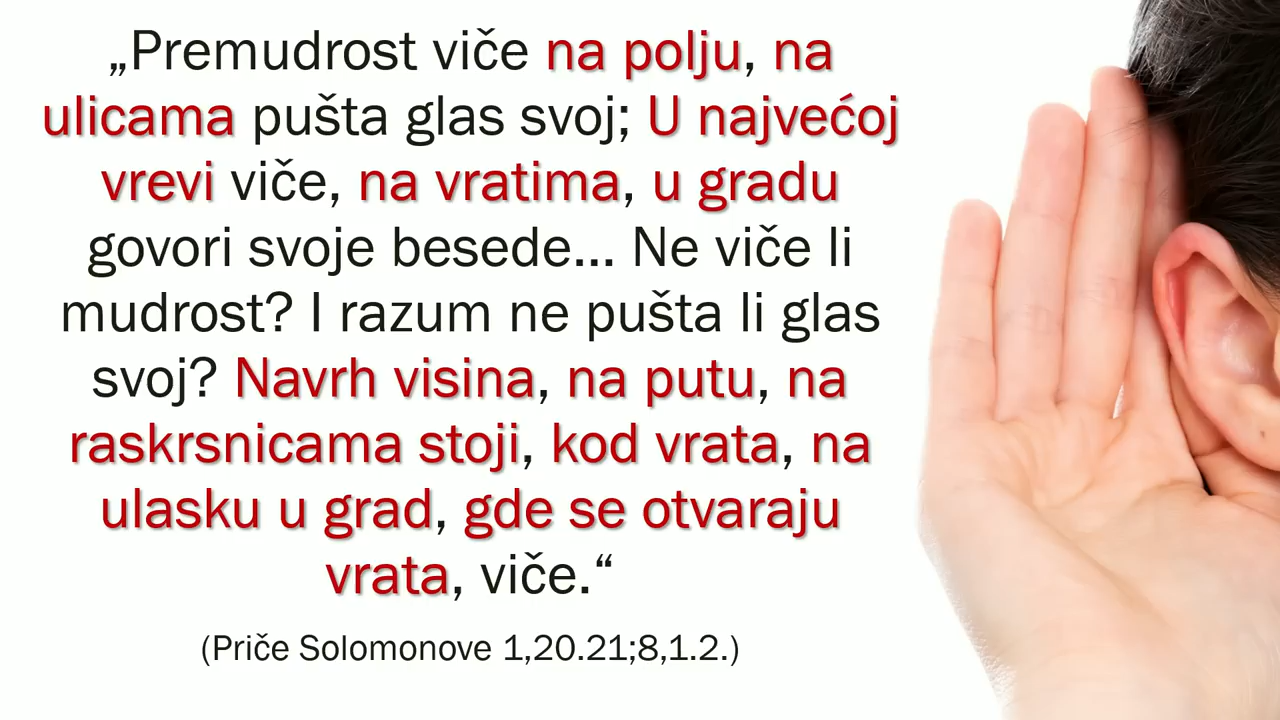 „Premudrost viče na polju, na
ulicama pušta glas svoj; U najvećoj
vrevi viče, na vratima, u gradu
govori svoje besede... Ne viče li
mudrost? I razum ne pušta li glas
svoj? Navrh visina, na putu, na
raskrsnicama stoji, kod vrata, na
ulasku u grad, gde se otvaraju
vrata, viče.“
(Priče Solomonove 1,20.21;8,1.2.)